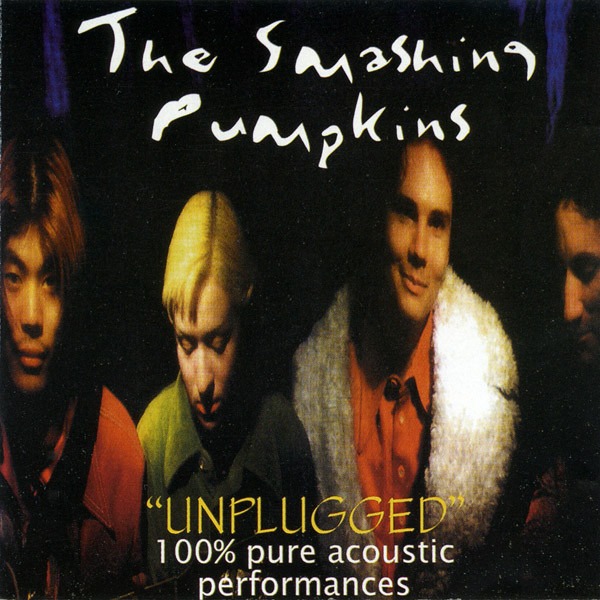 The Smashing
Pumpkins
"UNPLUGGED"
100% pure acoustic
performances